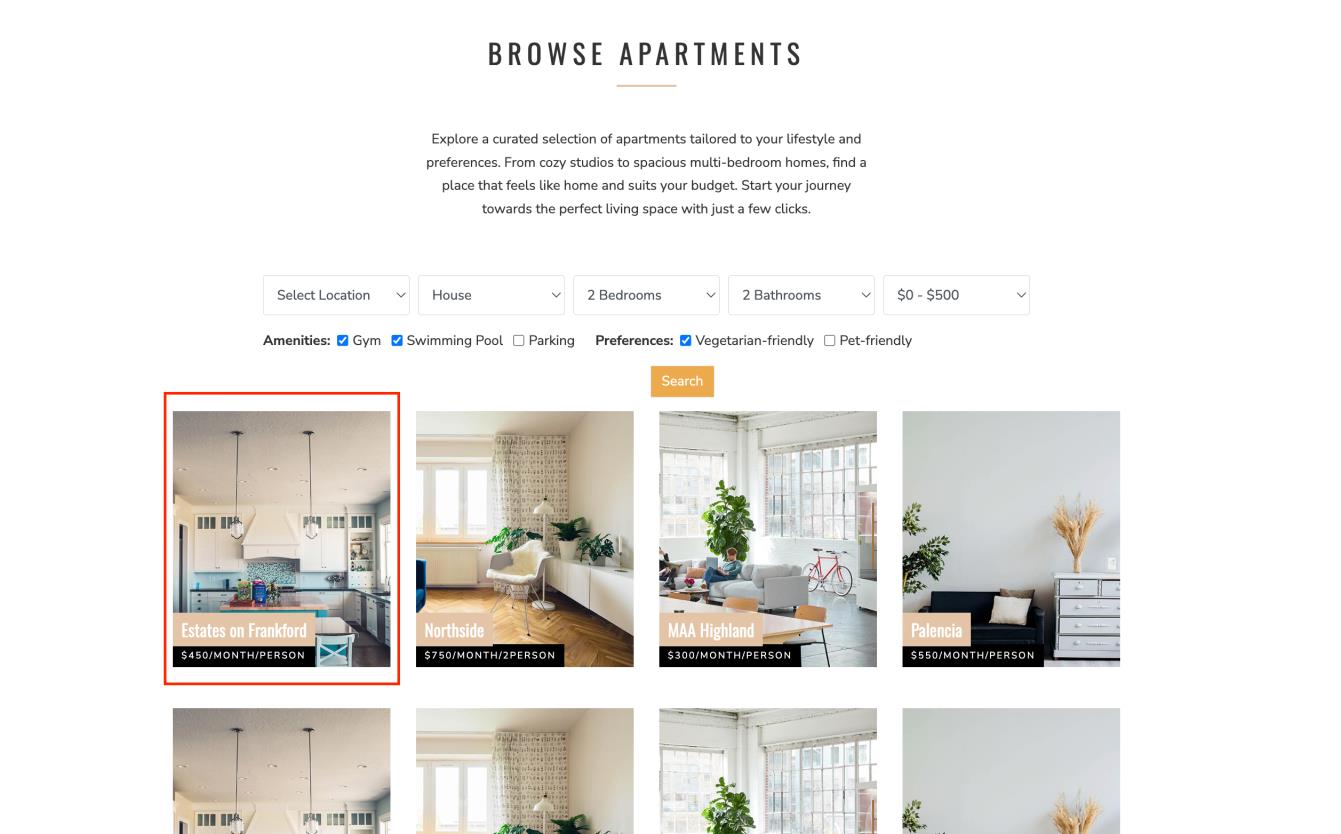 BROWSE APARTMENTS
Explore a curated selection of apartments tailored to your lifestyle and
preferences. From cozy studios to spacious multi-bedroom homes, find a
place that feels like home and suits your budget. Start your journey
towards the perfect living space with just a few clicks.
Select Location House 2 Bedrooms 2 Bathrooms $0 - $500
Amenities: Gym Swimming Pool Parking Preferences: Vegetarian-friendly Pet-friendly
Search
Estates on Frankford
$450/MONTH/PERSON
Northside
$750/MONTH/2PERSON
MAA Highland
$300/MONTH/PERSON
Palencia
$550/MONTH/PERSON